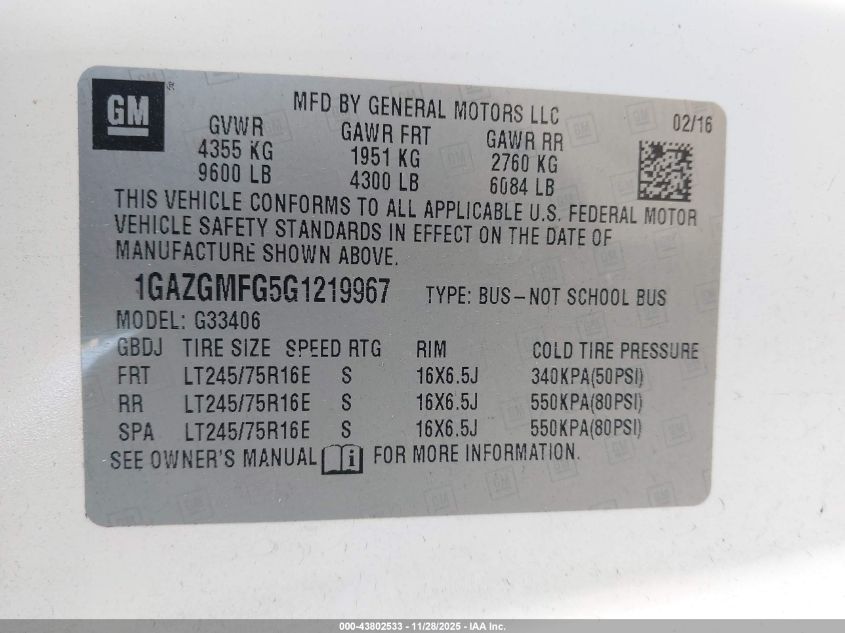 GM
MFD BY GENERAL MOTORS LLC
02/16
GVWR GAWR FRT GAWR RR
4355 KG 1951 KG 2760 KG
9600 LB 4300 LB 6084 LB
THIS VEHICLE CONFORMS TO ALL APPLICABLE U.S. FEDERAL MOTOR
VEHICLE SAFETY STANDARDS IN EFFECT ON THE DATE OF
MANUFACTURE SHOWN ABOVE.
1GAZGMFG5G1219967 TYPE: BUS-NOT SCHOOL BUS
MODEL: G33406
GBDJ TIRE SIZE SPEED RTG RIM COLD TIRE PRESSURE
FRT LT245/75R16E S 16X6.5J 340KPA(50PSI)
RR LT245/75R16E S 16X6.5J 550KPA(80PSI)
SPA LT245/75R16E S 16X6.5J 550KPA(80PSI)
SEE OWNER'S MANUAL i FOR MORE INFORMATION.
000-43802533 - 11/28/2025 - IAA Inc.